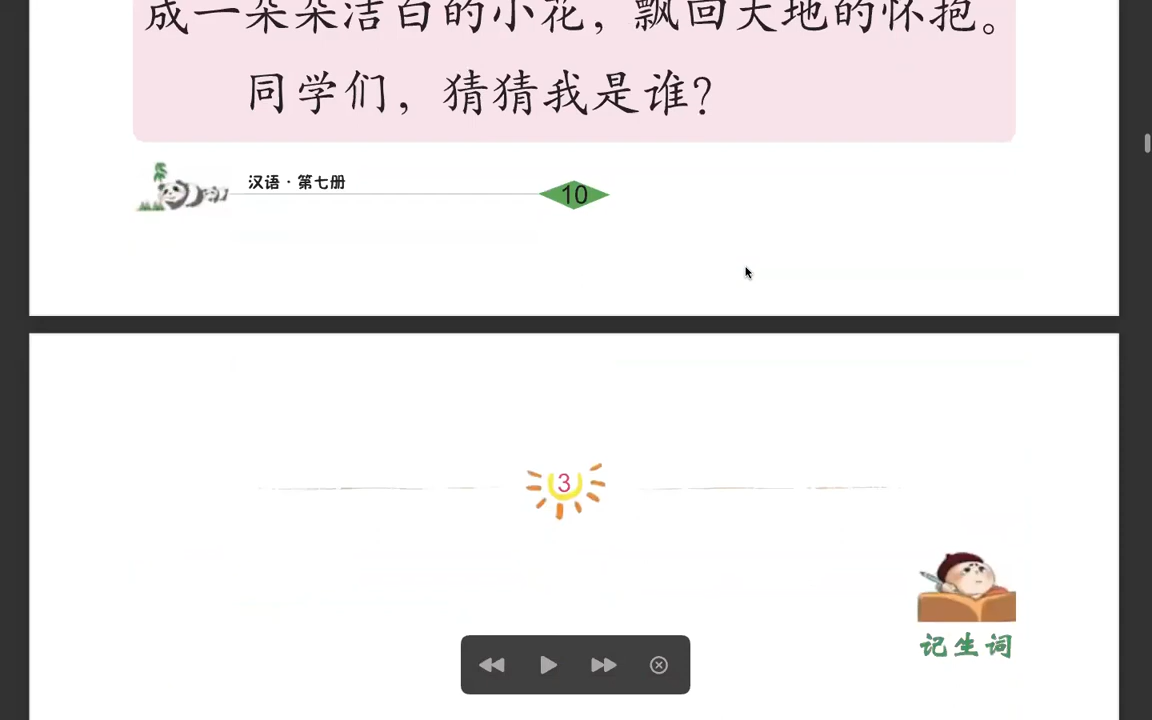 成一朵朵洁白的小花，飘回大地的怀抱。
同学们，猜猜我是谁？
汉语·第七册
10
3
记生词